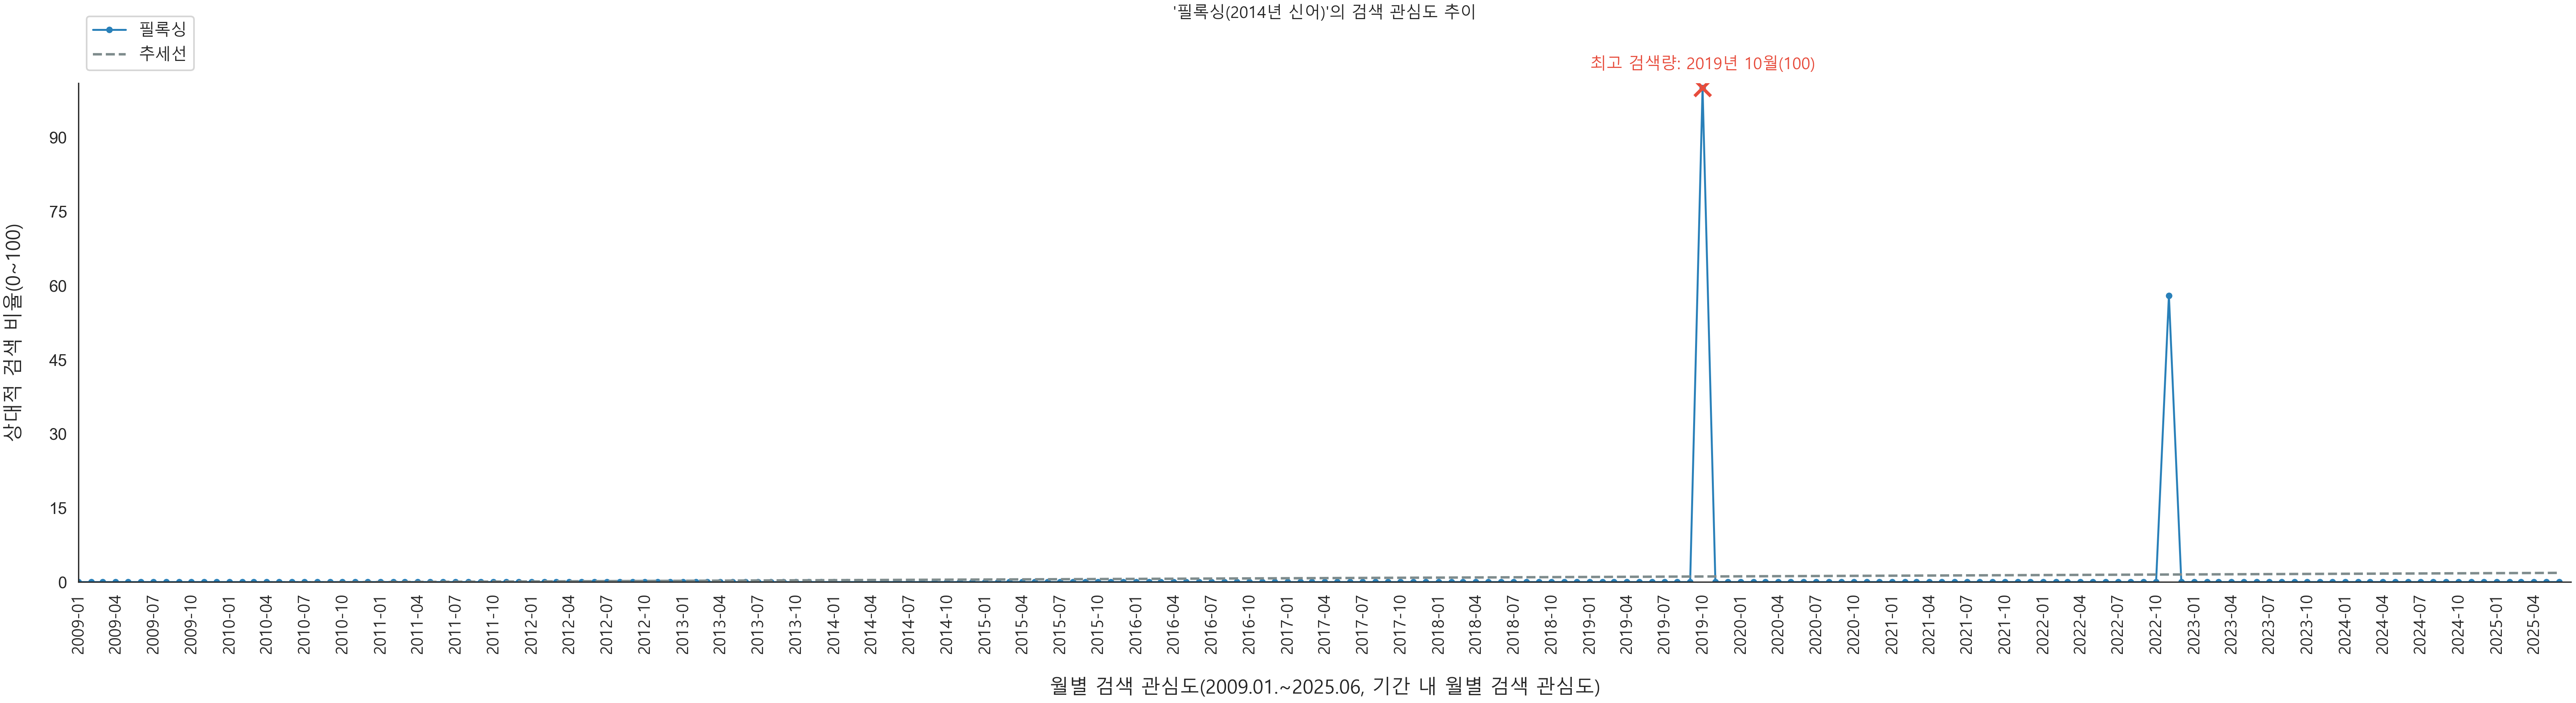 '필록싱(2014년 신어)'의 검색 관심도 추이
필록싱
추세선
최고 검색량: 2019년 10월(100)
상대적 검색 비율(0~100)
90
75
60
45
30
15
0
2009-01 2009-04 2009-07 2009-10 2010-01 2010-04 2010-07 2010-10 2011-01 2011-04 2011-07 2011-10 2012-01 2012-04 2012-07 2012-10 2013-01 2013-04 2013-07 2013-10 2014-01 2014-04 2014-07 2014-10 2015-01 2015-04 2015-07 2015-10 2016-01 2016-04 2016-07 2016-10 2017-01 2017-04 2017-07 2017-10 2018-01 2018-04 2018-07 2018-10 2019-01 2019-04 2019-07 2019-10 2020-01 2020-04 2020-07 2020-10 2021-01 2021-04 2021-07 2021-10 2022-01 2022-04 2022-07 2022-10 2023-01 2023-04 2023-07 2023-10 2024-01 2024-04 2024-07 2024-10 2025-01 2025-04
월별 검색 관심도(2009.01.~2025.06, 기간 내 월별 검색 관심도)